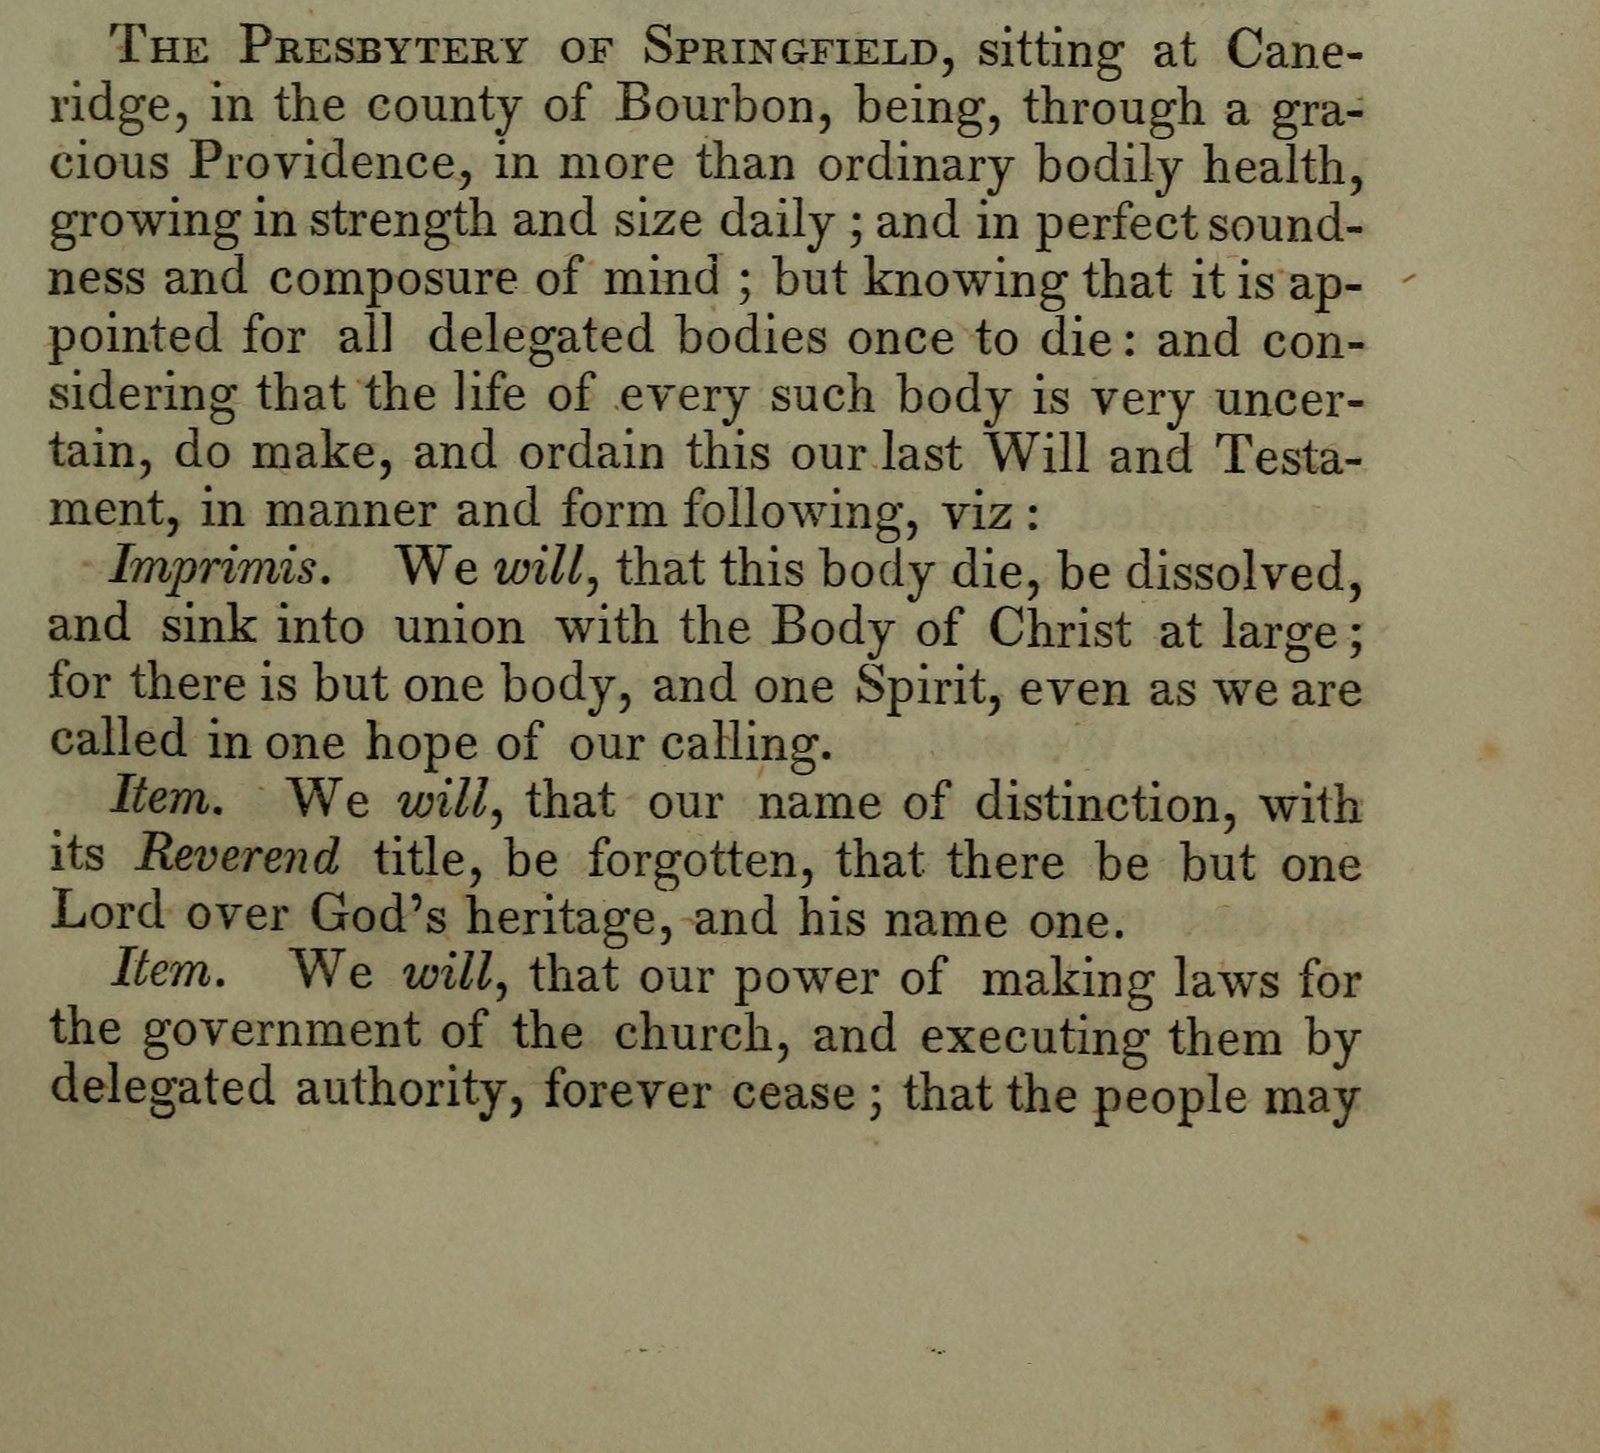 The Presbytery of Springfield, sitting at Cane-
ridge, in the county of Bourbon, being, through a gra-
cious Providence, in more than ordinary bodily health,
growing in strength and size daily ; and in perfect sound-
ness and composure of mind ; but knowing that it is ap-
pointed for all delegated bodies once to die : and con-
sidering that the life of every such body is very uncer-
tain, do make, and ordain this our last Will and Testa-
ment, in manner and form following, viz :
Imprimis. We will, that this body die, be dissolved,
and sink into union with the Body of Christ at large ;
for there is but one body, and one Spirit, even as we are
called in one hope of our calling.
Item. We will, that our name of distinction, with
its Reverend title, be forgotten, that there be but one
Lord over God's heritage, and his name one.
Item. We will, that our power of making laws for
the government of the church, and executing them by
delegated authority, forever cease ; that the people may